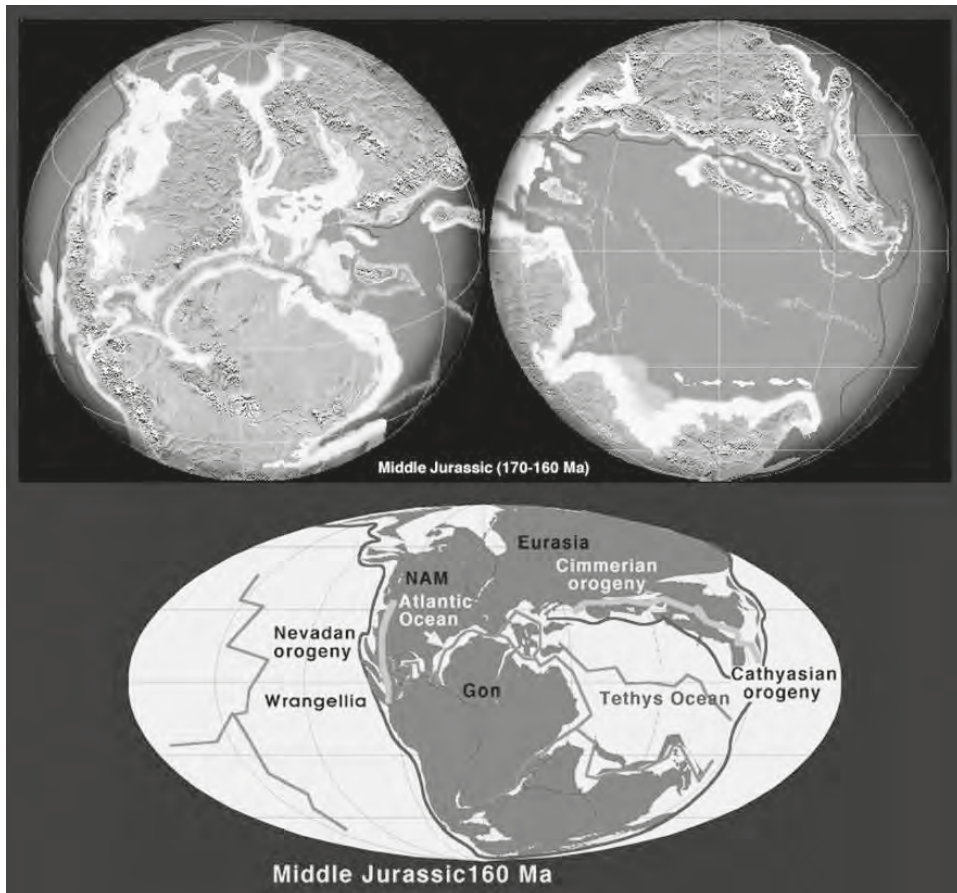 Middle Jurassic (170-160 Ma)
Eurasia
Cimmerian
orogeny
NAM
Atlantic
Ocean
Nevadan
orogeny
Wrangellia
Gon
Tethys Ocean
Cathyasian
orogeny
Middle Jurassic160 Ma